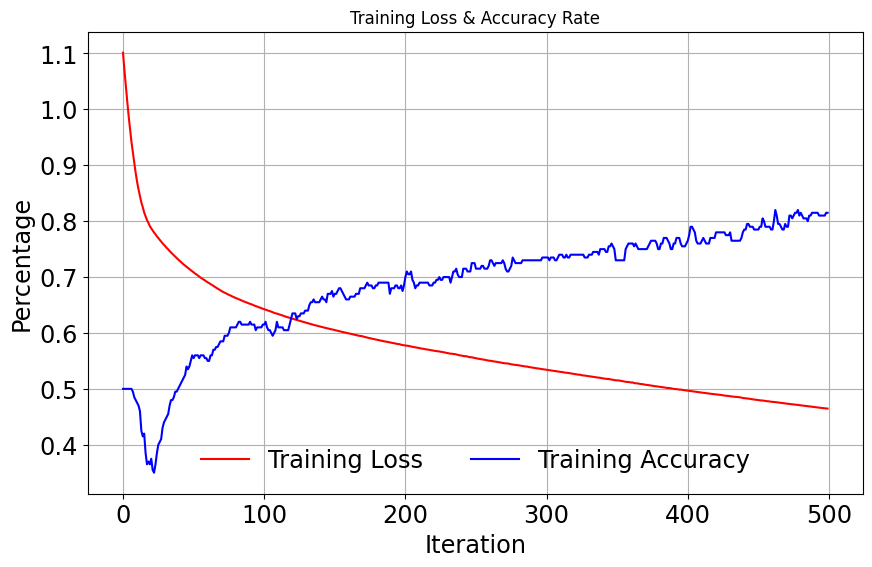 Training Loss & Accuracy Rate
Percentage
1.1
1.0
0.9
0.8
0.7
0.6
0.5
0.4
Training Loss Training Accuracy
0 100 200 300 400 500
Iteration